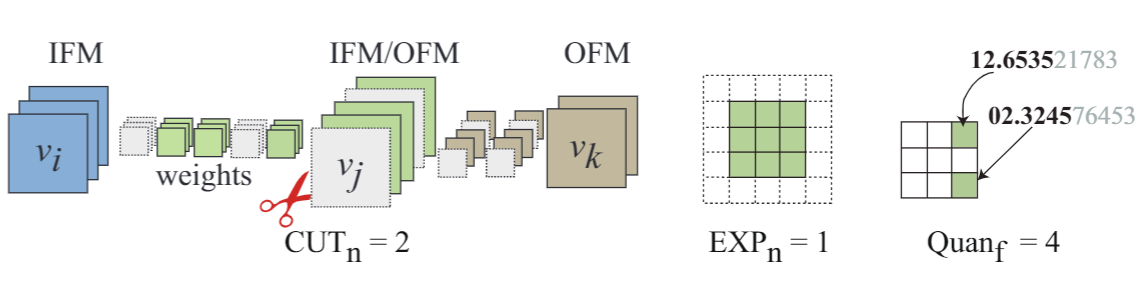 IFM
IFM/OFM
OFM
v_i
weights
v_j
v_k
CUT_n = 2
EXP_n = 1
12.653521783
02.324576453
Quan_f = 4